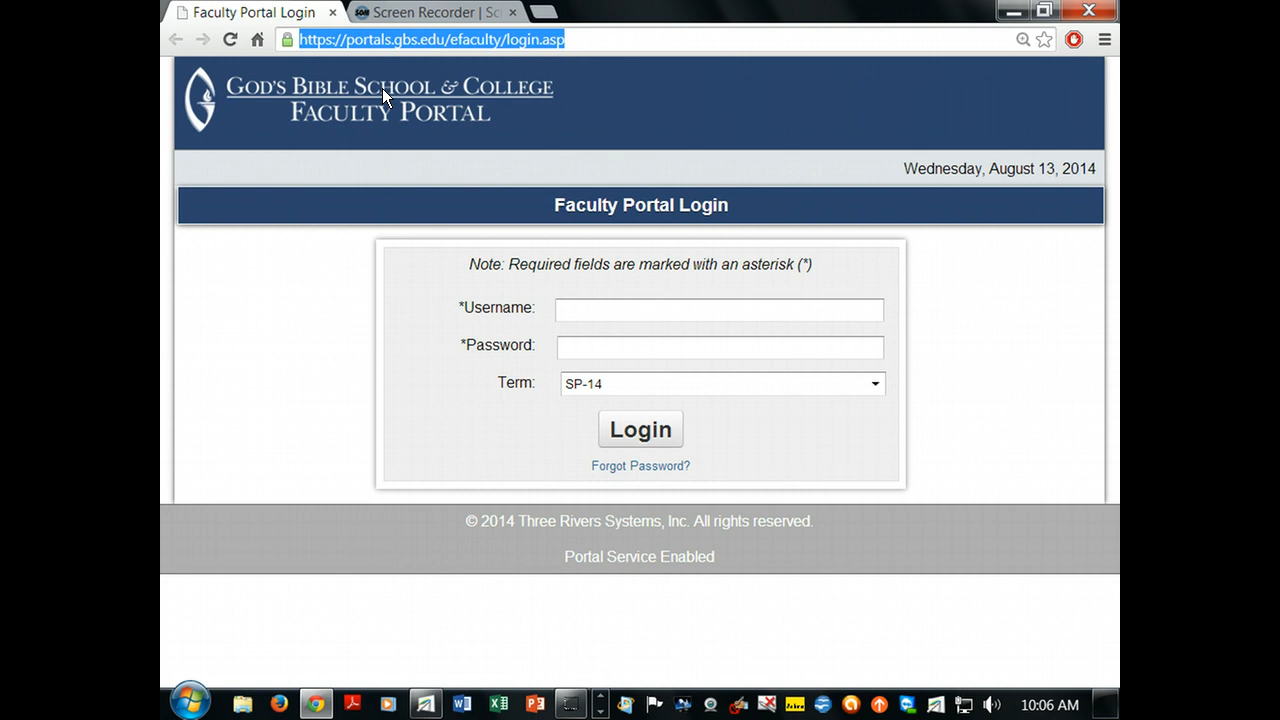 Faculty Portal Login
Screen Recorder | Sc
https://portals.gbs.edu/efaculty/login.asp
GOD'S BIBLE SCHOOL & COLLEGE
FACULTY PORTAL
Wednesday, August 13, 2014
Faculty Portal Login
Note: Required fields are marked with an asterisk (*)
*Username:
*Password:
Term:
SP-14
Login
Forgot Password?
© 2014 Three Rivers Systems, Inc. All rights reserved.
Portal Service Enabled
10:06 AM